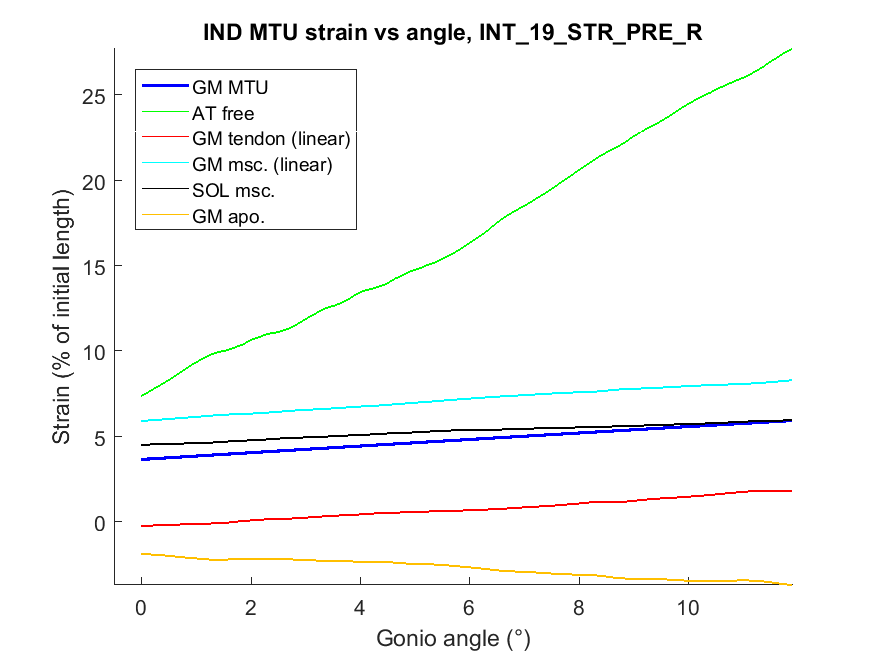 IND MTU strain vs angle, INT_19_STR_PRE_R
GM MTU
AT free
GM tendon (linear)
GM msc. (linear)
SOL msc.
GM apo.
Strain (% of initial length)
25
20
15
10
5
0
0 2 4 6 8 10
Gonio angle (°)